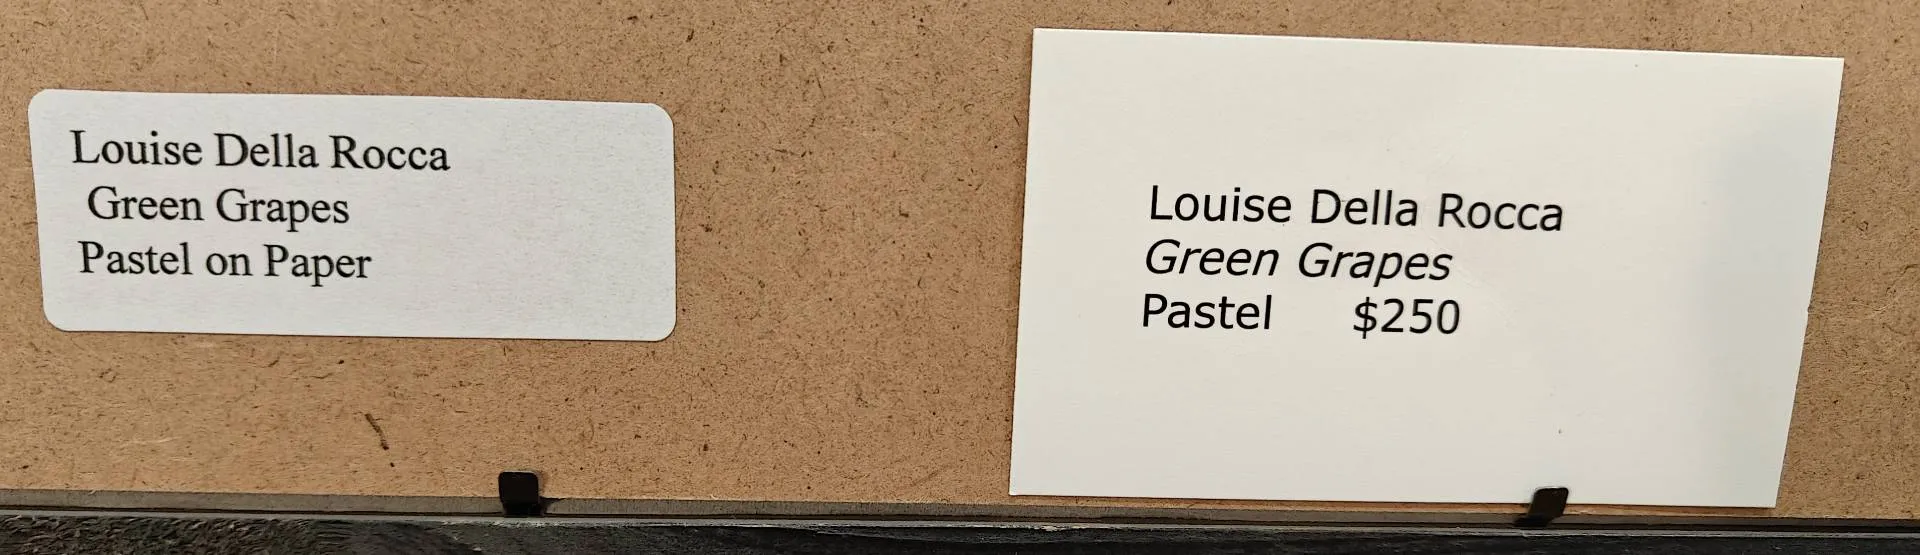 Louise Della Rocca
Green Grapes
Pastel on Paper
Louise Della Rocca
Green Grapes
Pastel $250